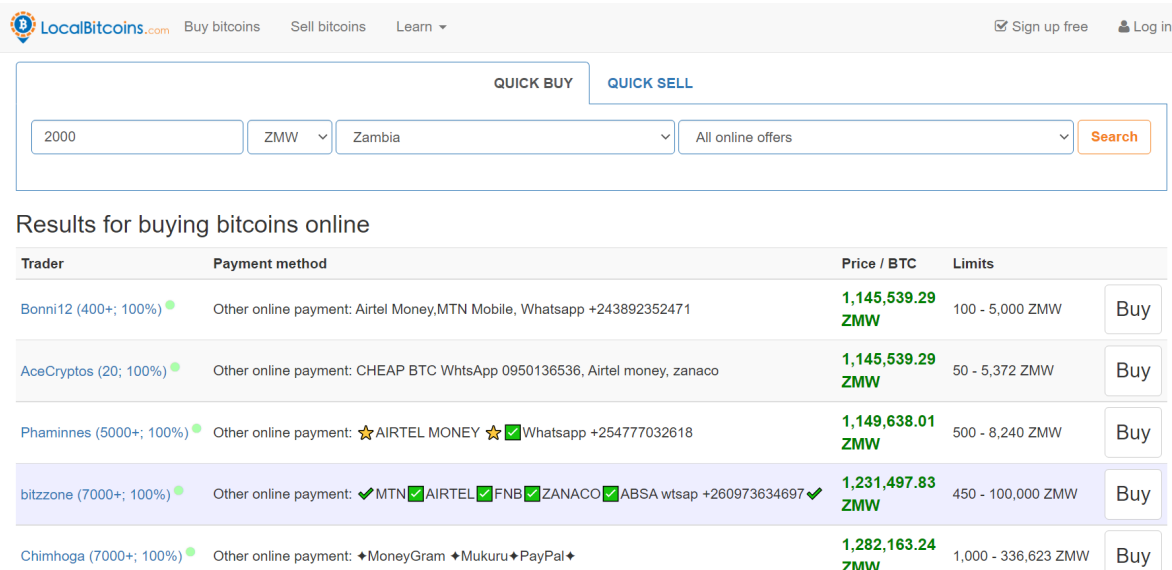 LocalBitcoins.com Buy bitcoins Sell bitcoins Learn Sign up free Log in
QUICK BUY QUICK SELL
2000 ZMW Zambia All online offers Search
Results for buying bitcoins online
Trader Payment method Price / BTC Limits
Bonni12 (400+; 100%) Other online payment: Airtel Money,MTN Mobile, Whatsapp +243892352471 1,145,539.29 ZMW 100 - 5,000 ZMW Buy
AceCryptos (20; 100%) Other online payment: CHEAP BTC WhtsApp 0950136536, Airtel money, zanaco 1,145,539.29 ZMW 50 - 5,372 ZMW Buy
Phaminnes (5000+; 100%) Other online payment: ⭐AIRTEL MONEY ⭐ ✅Whatsapp +254777032618 1,149,638.01 ZMW 500 - 8,240 ZMW Buy
bitzzone (7000+; 100%) Other online payment: ✔MTN✅AIRTEL✅FNB✅ZANACO✅ABSA wtsap +260973634697✔ 1,231,497.83 ZMW 450 - 100,000 ZMW Buy
Chimhoga (7000+; 100%) Other online payment: ✦MoneyGram ✦Mukuru✦PayPal✦ 1,282,163.24 ZMW 1,000 - 336,623 ZMW Buy